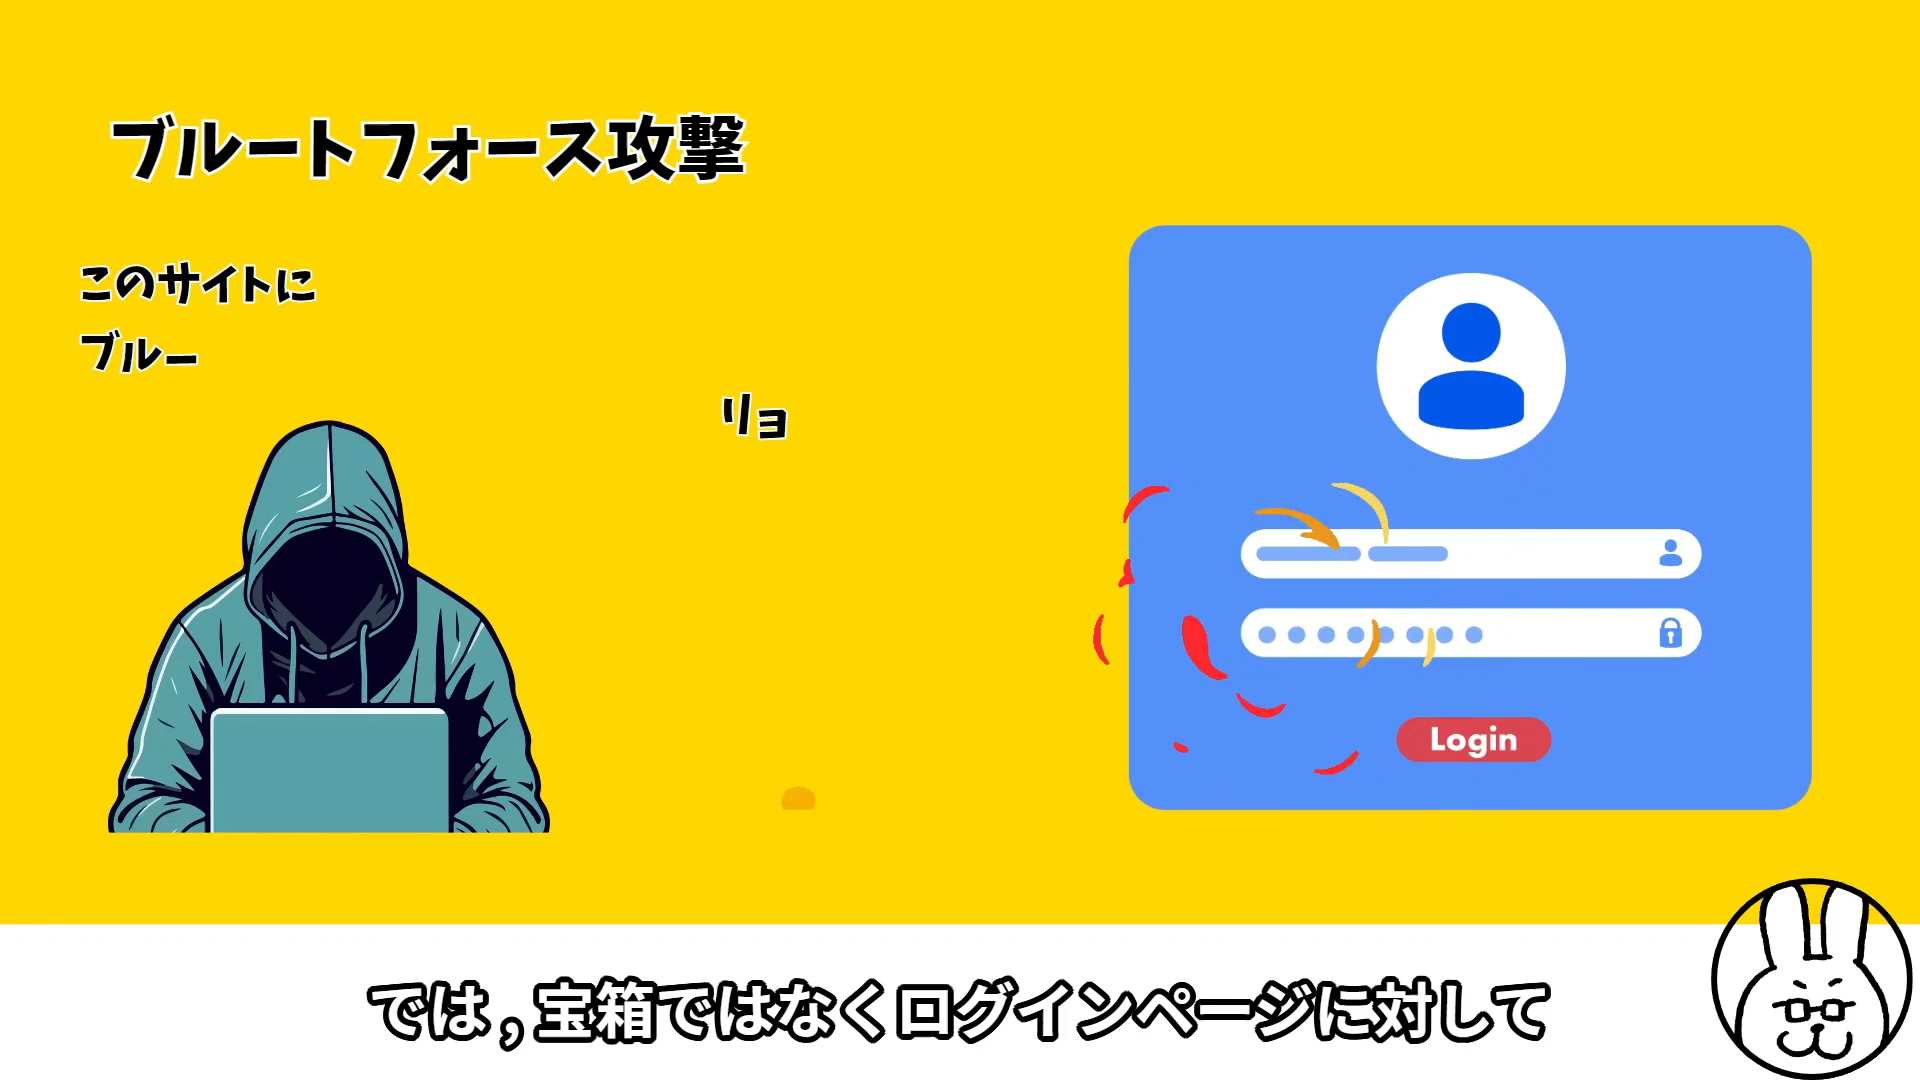 ブルートフォース攻撃
このサイトに
ブルー
リョ
Login
では,宝箱ではなくログインページに対して